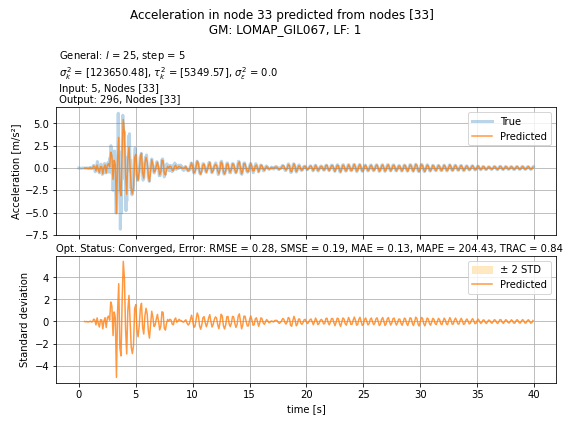 Acceleration in node 33 predicted from nodes [33]
GM: LOMAP_GIL067, LF: 1
General: l = 25, step = 5
σ_k² = [123650.48], τ_k² = [5349.57], σ_ε² = 0.0
Input: 5, Nodes [33]
Output: 296, Nodes [33]
Acceleration [m/s²]
5.0
2.5
0.0
−2.5
−5.0
−7.5
True
Predicted
Opt. Status: Converged, Error: RMSE = 0.28, SMSE = 0.19, MAE = 0.13, MAPE = 204.43, TRAC = 0.84
Standard deviation
4
2
0
−2
−4
± 2 STD
Predicted
0 5 10 15 20 25 30 35 40
time [s]